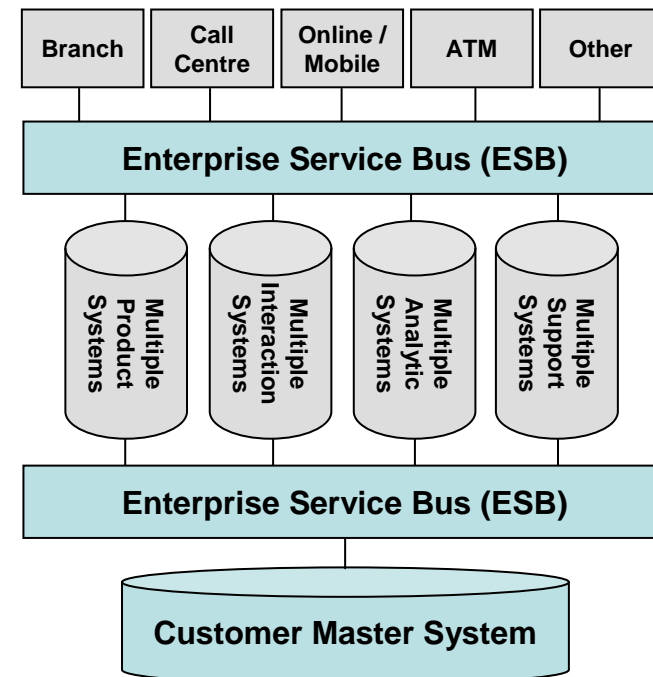 Branch
Call
Centre
Online /
Mobile
ATM
Other
Enterprise Service Bus (ESB)
Multiple
Product
Systems
Multiple
Interaction
Systems
Multiple
Analytic
Systems
Multiple
Support
Systems
Enterprise Service Bus (ESB)
Customer Master System